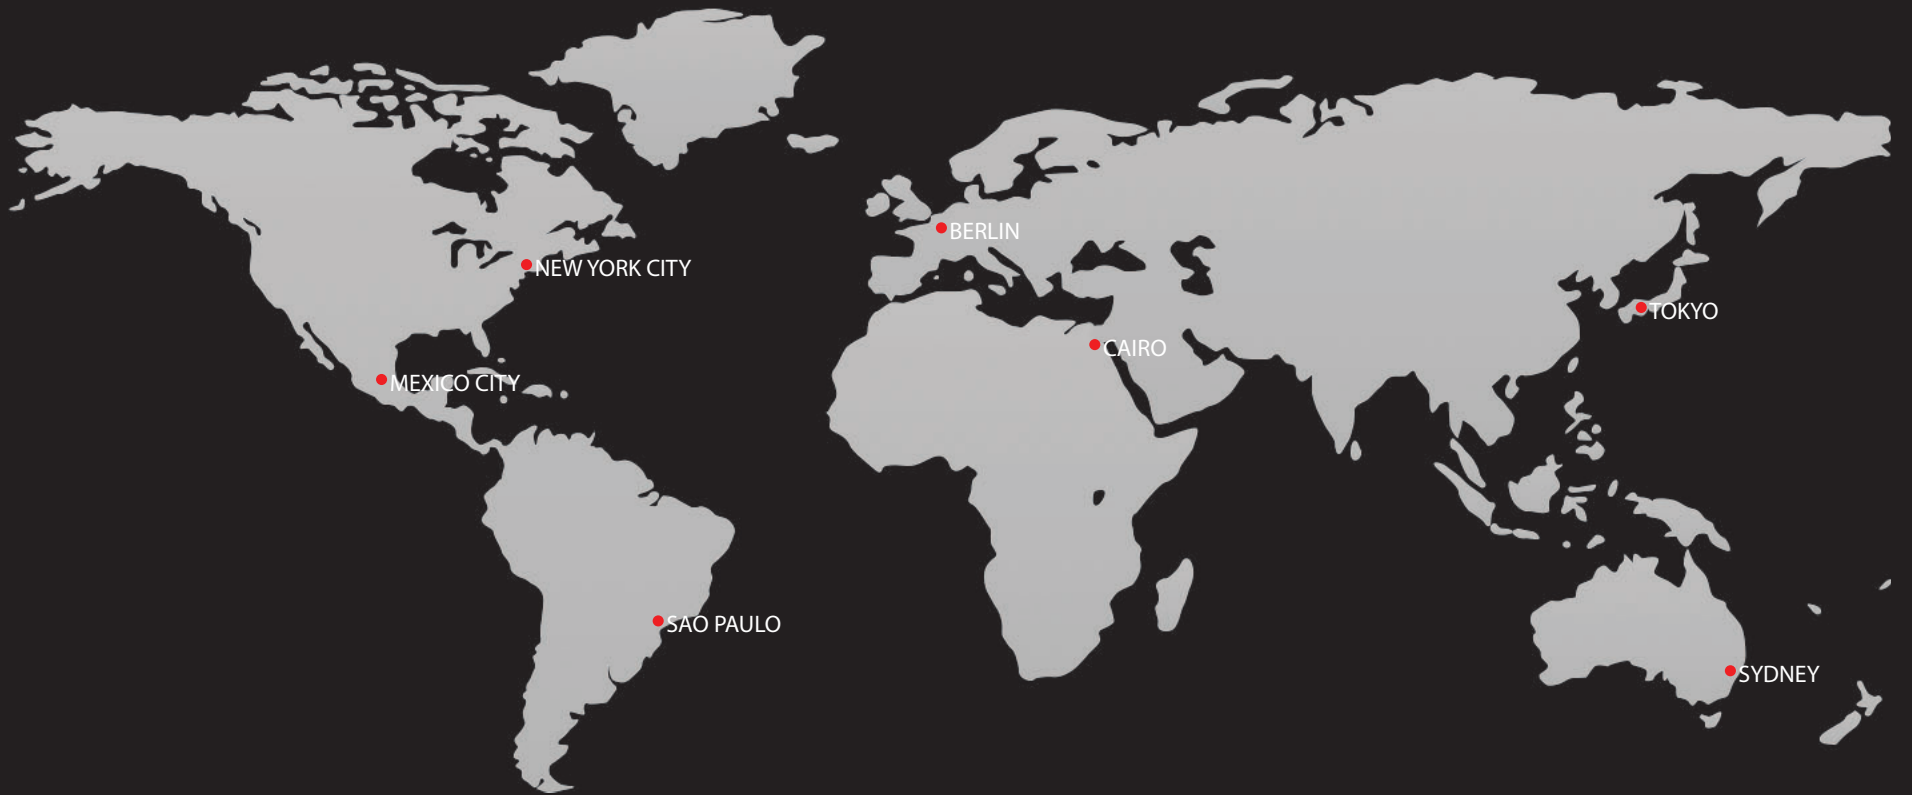 BERLIN
NEW YORK CITY
TOKYO
CAIRO
MEXICO CITY
SAO PAULO
SYDNEY